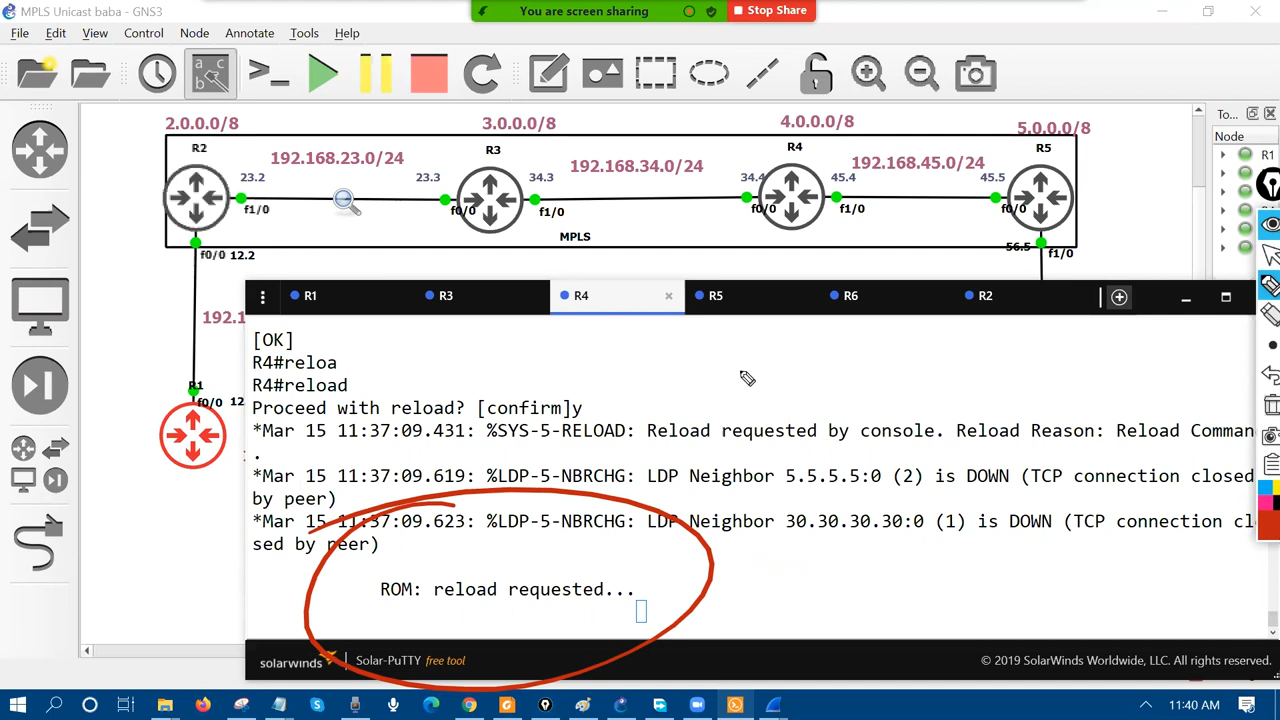 MPLS Unicast baba - GNS3
You are screen sharing
Stop Share
File Edit View Control Node Annotate Tools Help
2.0.0.0/8
3.0.0.0/8
4.0.0.0/8
5.0.0.0/8
To...
Node
R1
R2
R3
R4
R5
192.168.23.0/24
192.168.34.0/24
192.168.45.0/24
23.2
23.3
34.3
34.4
45.4
45.5
f1/0
f0/0
f1/0
f0/0
f1/0
f0/0
MPLS
f0/0 12.2
56.5
f1/0
192.1
R1
f0/0 12
R1 R3 R4 R5 R6 R2
[OK]
R4#reloa
R4#reload
Proceed with reload? [confirm]y
*Mar 15 11:37:09.431: %SYS-5-RELOAD: Reload requested by console. Reload Reason: Reload Comman
.
*Mar 15 11:37:09.619: %LDP-5-NBRCHG: LDP Neighbor 5.5.5.5:0 (2) is DOWN (TCP connection closed
by peer)
*Mar 15 11:37:09.623: %LDP-5-NBRCHG: LDP Neighbor 30.30.30.30:0 (1) is DOWN (TCP connection clo
sed by peer)
ROM: reload requested...
solarwinds Solar-PuTTY free tool
© 2019 SolarWinds Worldwide, LLC. All rights reserved.
11:40 AM